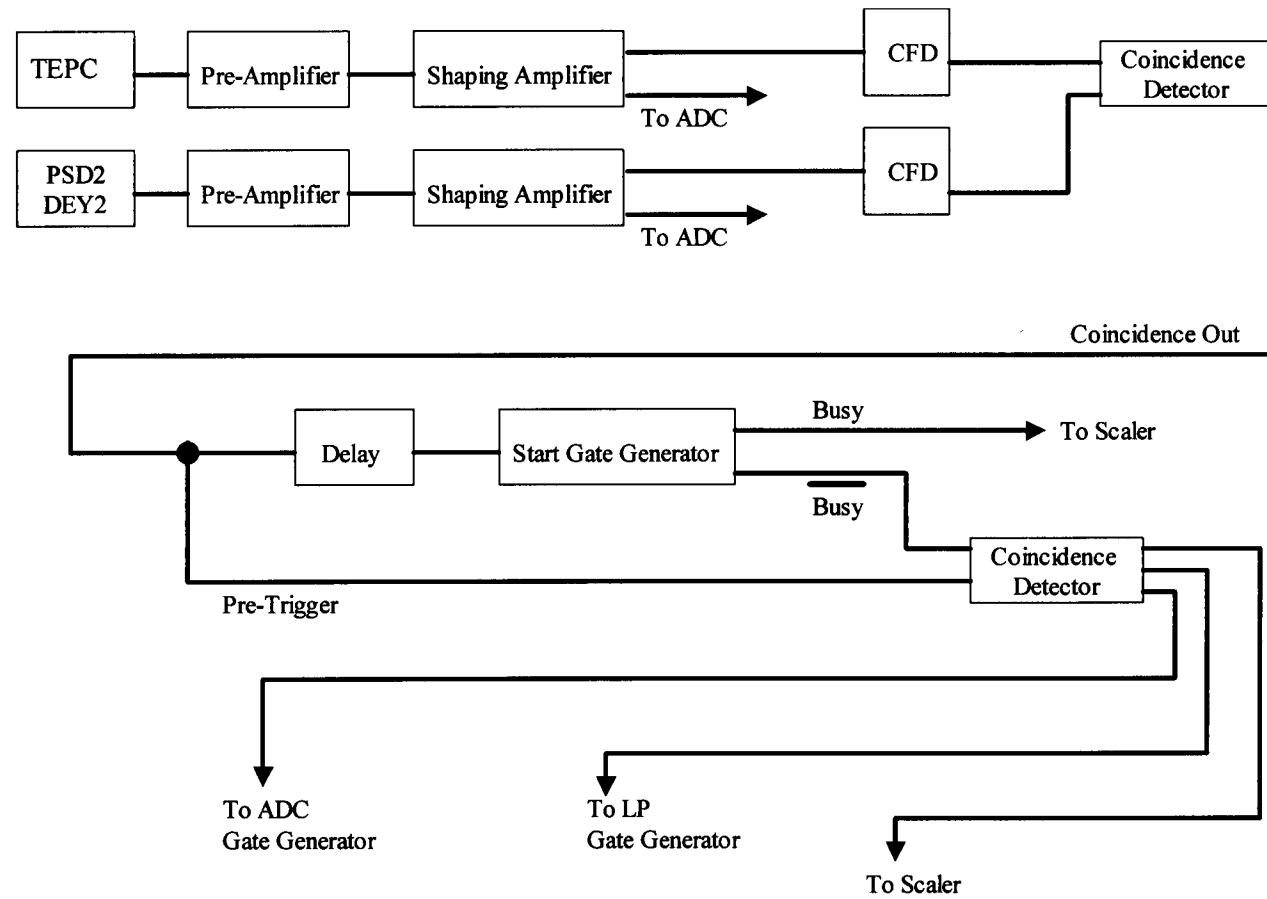 TEPC
Pre-Amplifier
Shaping Amplifier
To ADC
CFD
Coincidence
Detector
PSD2
DEY2
Pre-Amplifier
Shaping Amplifier
To ADC
CFD
Coincidence Out
Delay
Start Gate Generator
Busy
To Scaler
Busy
Coincidence
Detector
Pre-Trigger
To ADC
Gate Generator
To LP
Gate Generator
To Scaler